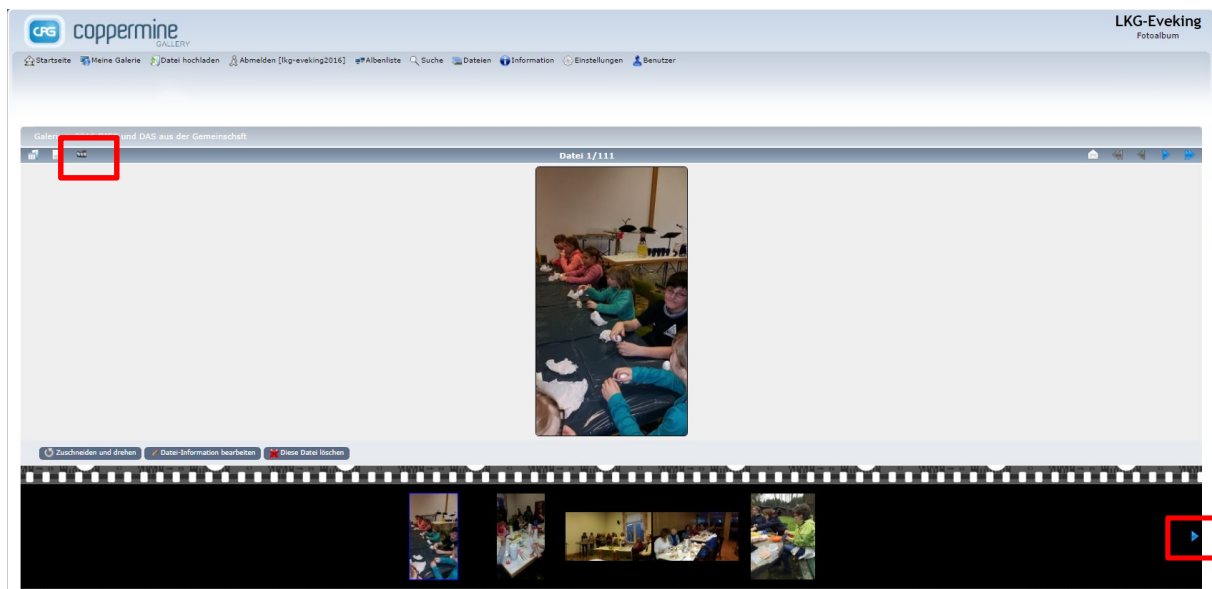 CPG coppermine
GALLERY
LKG-Eveking
Fotoalbum
Startseite Meine Galerie Datei hochladen Abmelden [lkg-eveking2016] Albenliste Suche Dateien Information Einstellungen Benutzer
und DAS aus der Gemeinschaft
Datei 1/111
Zuschneiden und drehen Datei-Information bearbeiten Diese Datei löschen